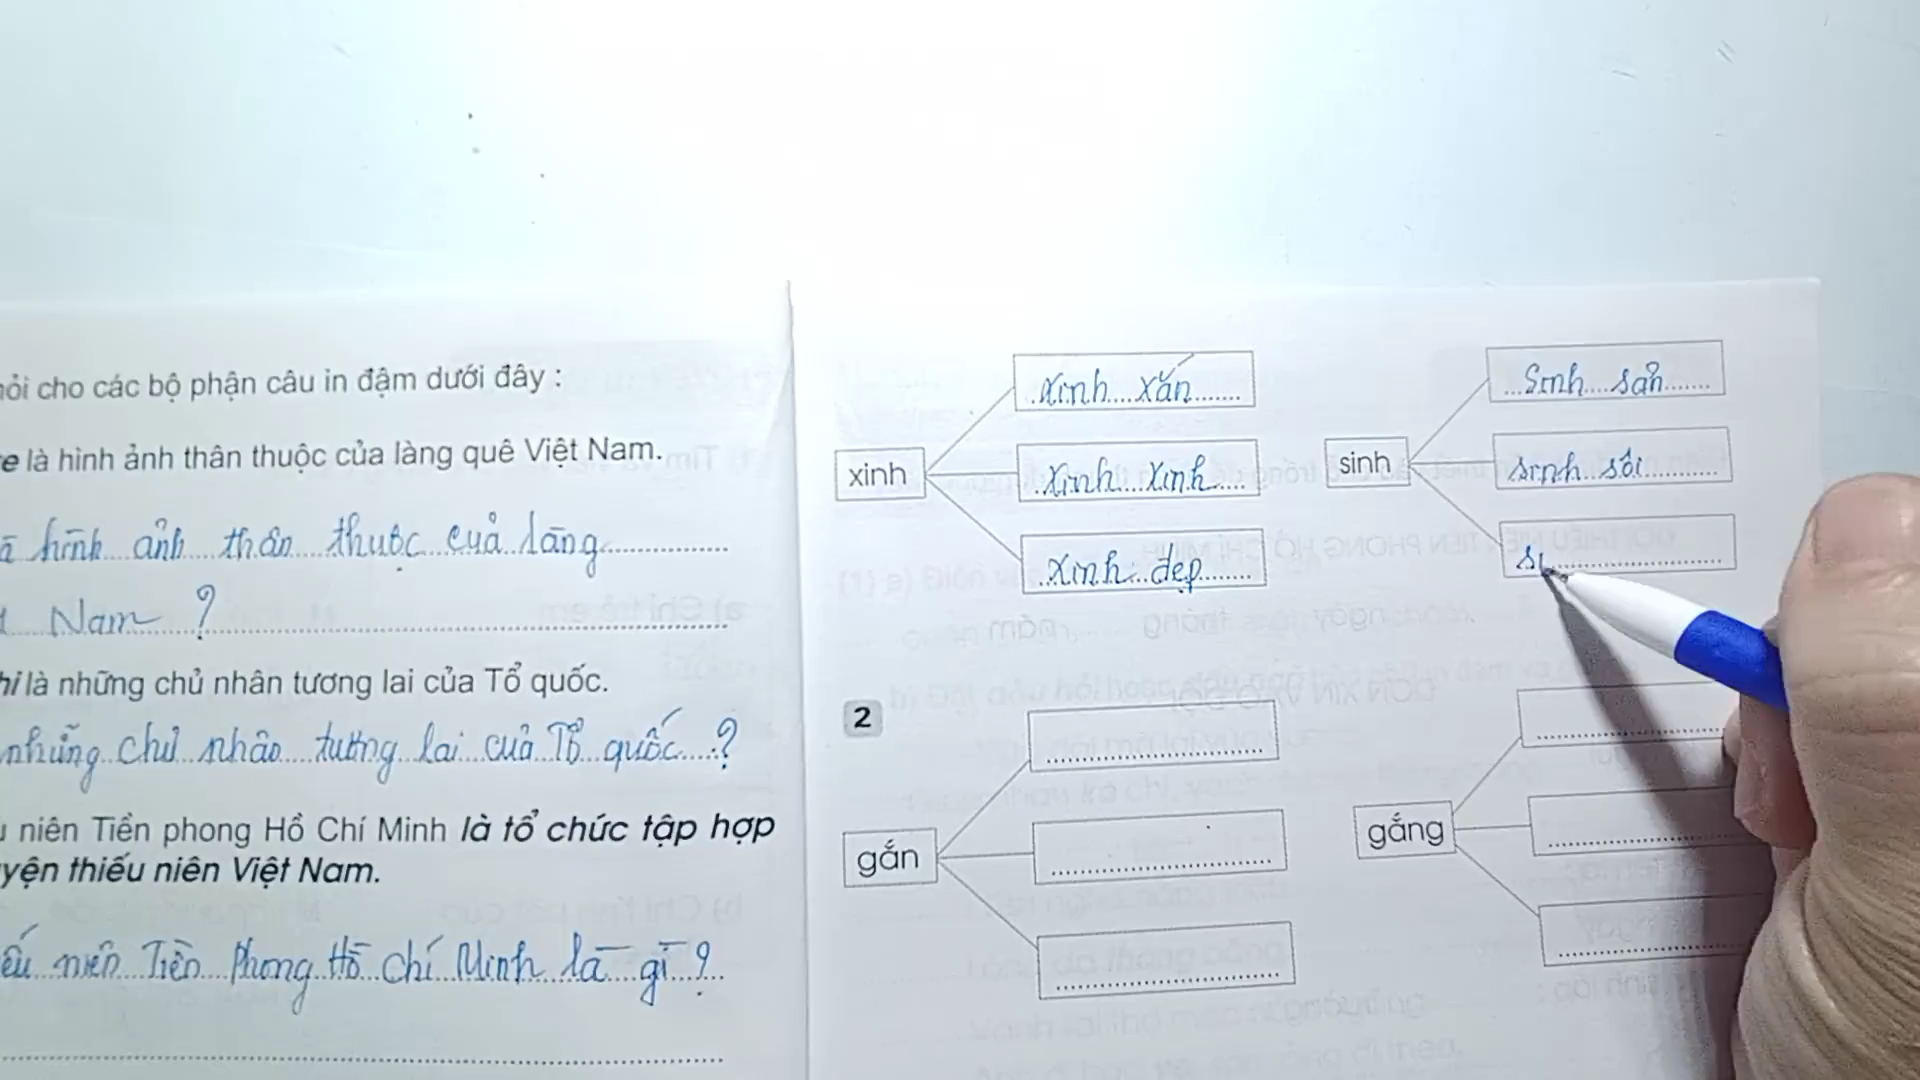 hỏi cho các bộ phận câu in đậm dưới đây :
là hình ảnh thân thuộc của làng quê Việt Nam.
hình ảnh thân thuộc của làng
Nam ?
là những chủ nhân tương lai của Tổ quốc.
những chủ nhân tương lai của Tổ quốc ?
niên Tiền phong Hồ Chí Minh là tổ chức tập hợp
thiếu niên Việt Nam.
niên Tiền Phong Hồ Chí Minh là gì ?
xinh
xinh xắn
xinh xinh
xinh đẹp
sinh
sinh sản
sinh sôi
2
gắn
gắng